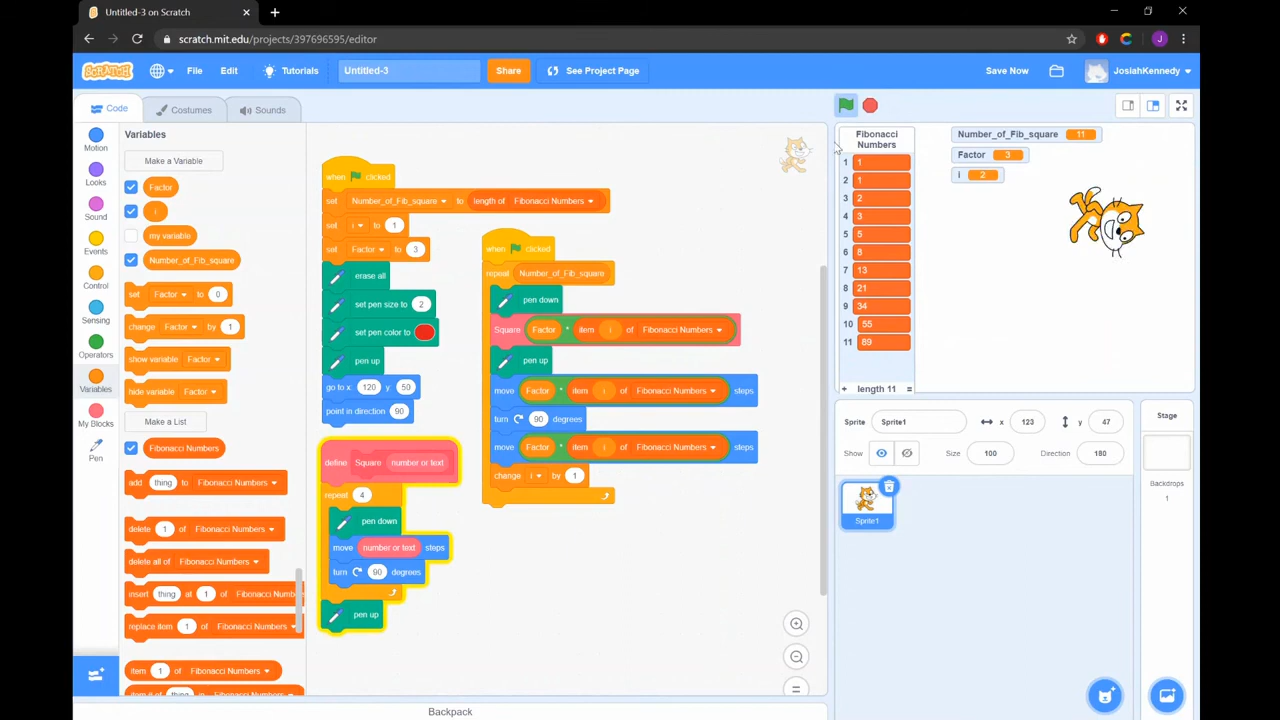 Untitled-3 on Scratch
scratch.mit.edu/projects/397696595/editor
J
SCRATCH
File
Edit
Tutorials
Untitled-3
Share
See Project Page
Save Now
JosiahKennedy
Code
Costumes
Sounds
Motion
Looks
Sound
Events
Control
Sensing
Operators
Variables
My Blocks
Pen
Variables
Make a Variable
Factor
i
my variable
Number_of_Fib_square
set Factor to 0
change Factor by 1
show variable Factor
hide variable Factor
Make a List
Fibonacci Numbers
add thing to Fibonacci Numbers
delete 1 of Fibonacci Numbers
delete all of Fibonacci Numbers
insert thing at 1 of Fibonacci Numb
replace item 1 of Fibonacci Numbers
item 1 of Fibonacci Numbers
item # of thing in Fibonacci Numbers
when clicked
set Number_of_Fib_square to length of Fibonacci Numbers
set i to 1
set Factor to 3
erase all
set pen size to 2
set pen color to
pen up
go to x: 120 y: 50
point in direction 90
define Square number or text
repeat 4
pen down
move number or text steps
turn 90 degrees
pen up
when clicked
repeat Number_of_Fib_square
pen down
Square Factor * item i of Fibonacci Numbers
pen up
move Factor * item i of Fibonacci Numbers steps
turn 90 degrees
move Factor * item i of Fibonacci Numbers steps
change i by 1
Fibonacci
Numbers
1 1
2 1
3 2
4 3
5 5
6 8
7 13
8 21
9 34
10 55
11 89
+ length 11 =
Number_of_Fib_square 11
Factor 3
i 2
Sprite Sprite1 x 123 y 47
Show Size 100 Direction 180
Sprite1
Stage
Backdrops
1
Backpack